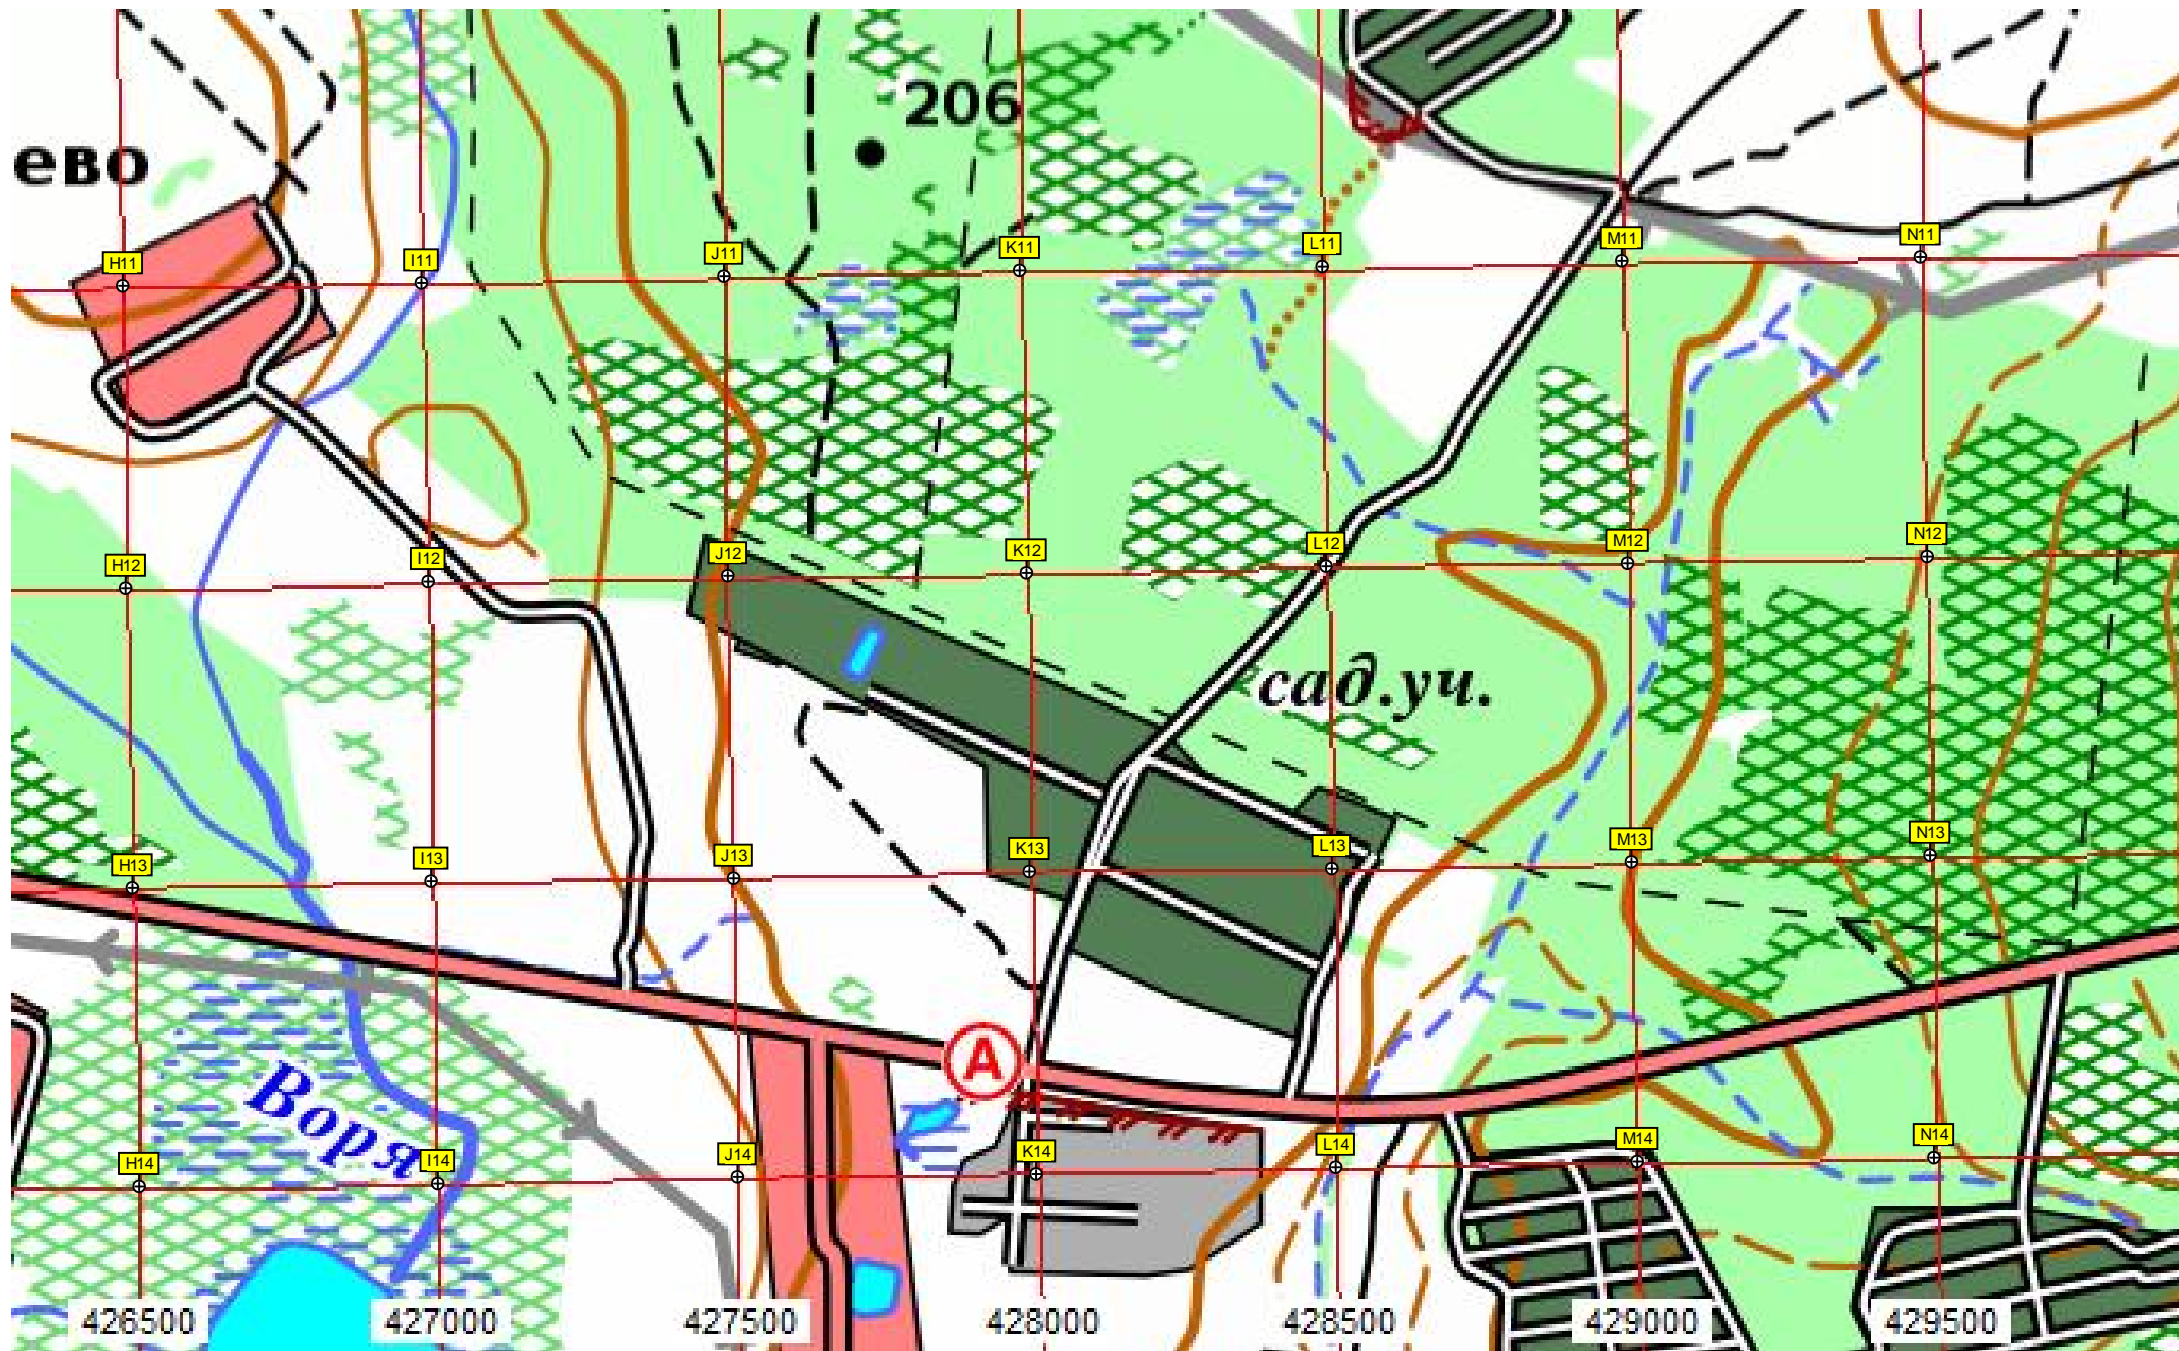 206
ево
H11 I11 J11 K11 L11 M11 N11
H12 I12 J12 K12 L12 M12 N12
сад.уч.
H13 I13 J13 K13 L13 M13 N13
А
Воря
H14 I14 J14 K14 L14 M14 N14
426500 427000 427500 428000 428500 429000 429500